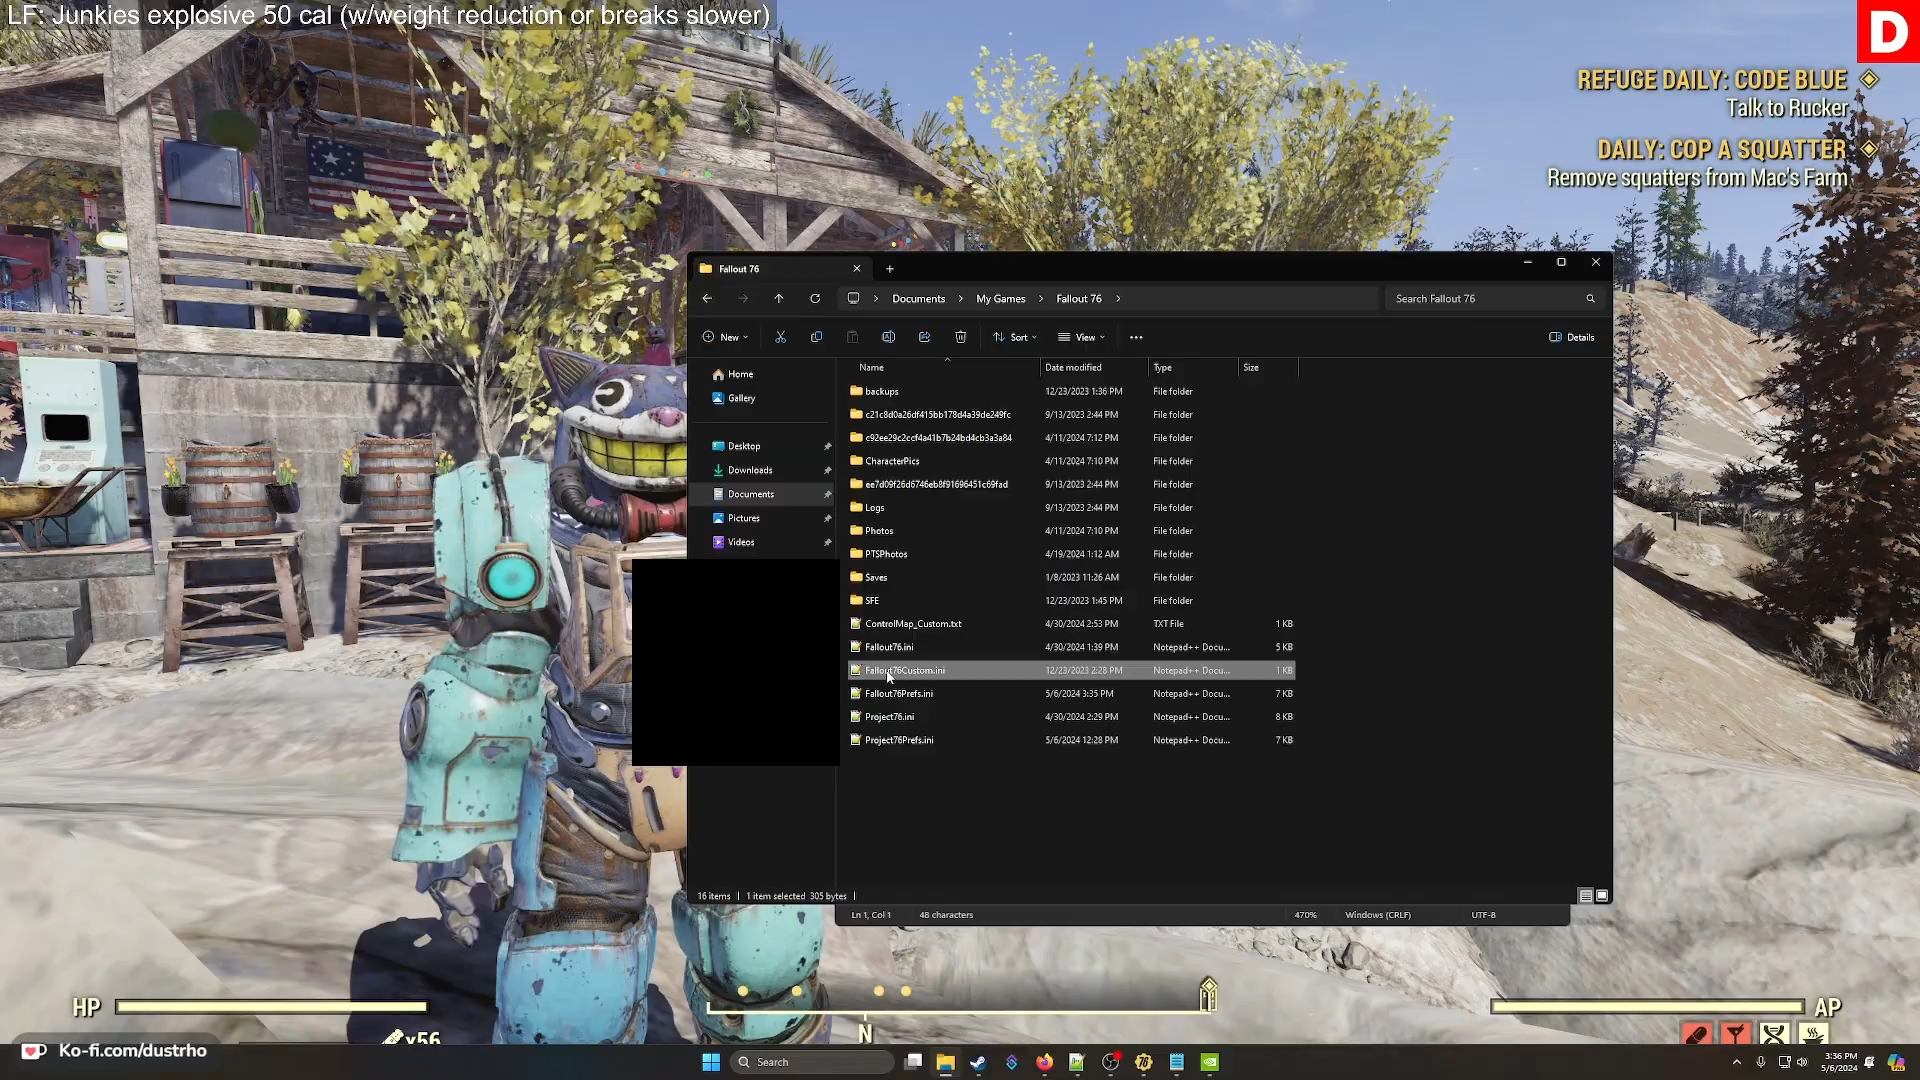 LF: Junkies explosive 50 cal (w/weight reduction or breaks slower)
D
REFUGE DAILY: CODE BLUE
Talk to Rucker
DAILY: COP A SQUATTER
Remove squatters from Mac's Farm
Fallout 76
Documents > My Games > Fallout 76 >
Search Fallout 76
New
Sort
View
Details
Home
Gallery
Desktop
Downloads
Documents
Pictures
Videos
Name Date modified Type Size
backups 12/23/2023 1:36 PM File folder
c21c8d0a26df415bb178d4a39de249fc 9/13/2023 2:44 PM File folder
c92ee29c2ccf4a41b7b24bd4cb3a3a84 4/11/2024 7:12 PM File folder
CharacterPics 4/11/2024 7:10 PM File folder
ee7d09f26d6746eb8f91696451c69fad 9/13/2023 2:44 PM File folder
Logs 9/13/2023 2:44 PM File folder
Photos 4/11/2024 7:10 PM File folder
PTSPhotos 4/19/2024 1:12 AM File folder
Saves 1/8/2023 11:26 AM File folder
SFE 12/23/2023 1:45 PM File folder
ControlMap_Custom.txt 4/30/2024 2:53 PM TXT File 1 KB
Fallout76.ini 4/30/2024 1:39 PM Notepad++ Docu... 5 KB
Fallout76Custom.ini 12/23/2023 2:28 PM Notepad++ Docu... 1 KB
Fallout76Prefs.ini 5/6/2024 3:35 PM Notepad++ Docu... 7 KB
Project76.ini 4/30/2024 2:29 PM Notepad++ Docu... 8 KB
Project76Prefs.ini 5/6/2024 12:28 PM Notepad++ Docu... 7 KB
16 items 1 item selected 305 bytes
Ln 1, Col 1 48 characters 470% Windows (CRLF) UTF-8
HP
x56
N
AP
Ko-fi.com/dustrho
Search
76
3:36 PM
5/6/2024